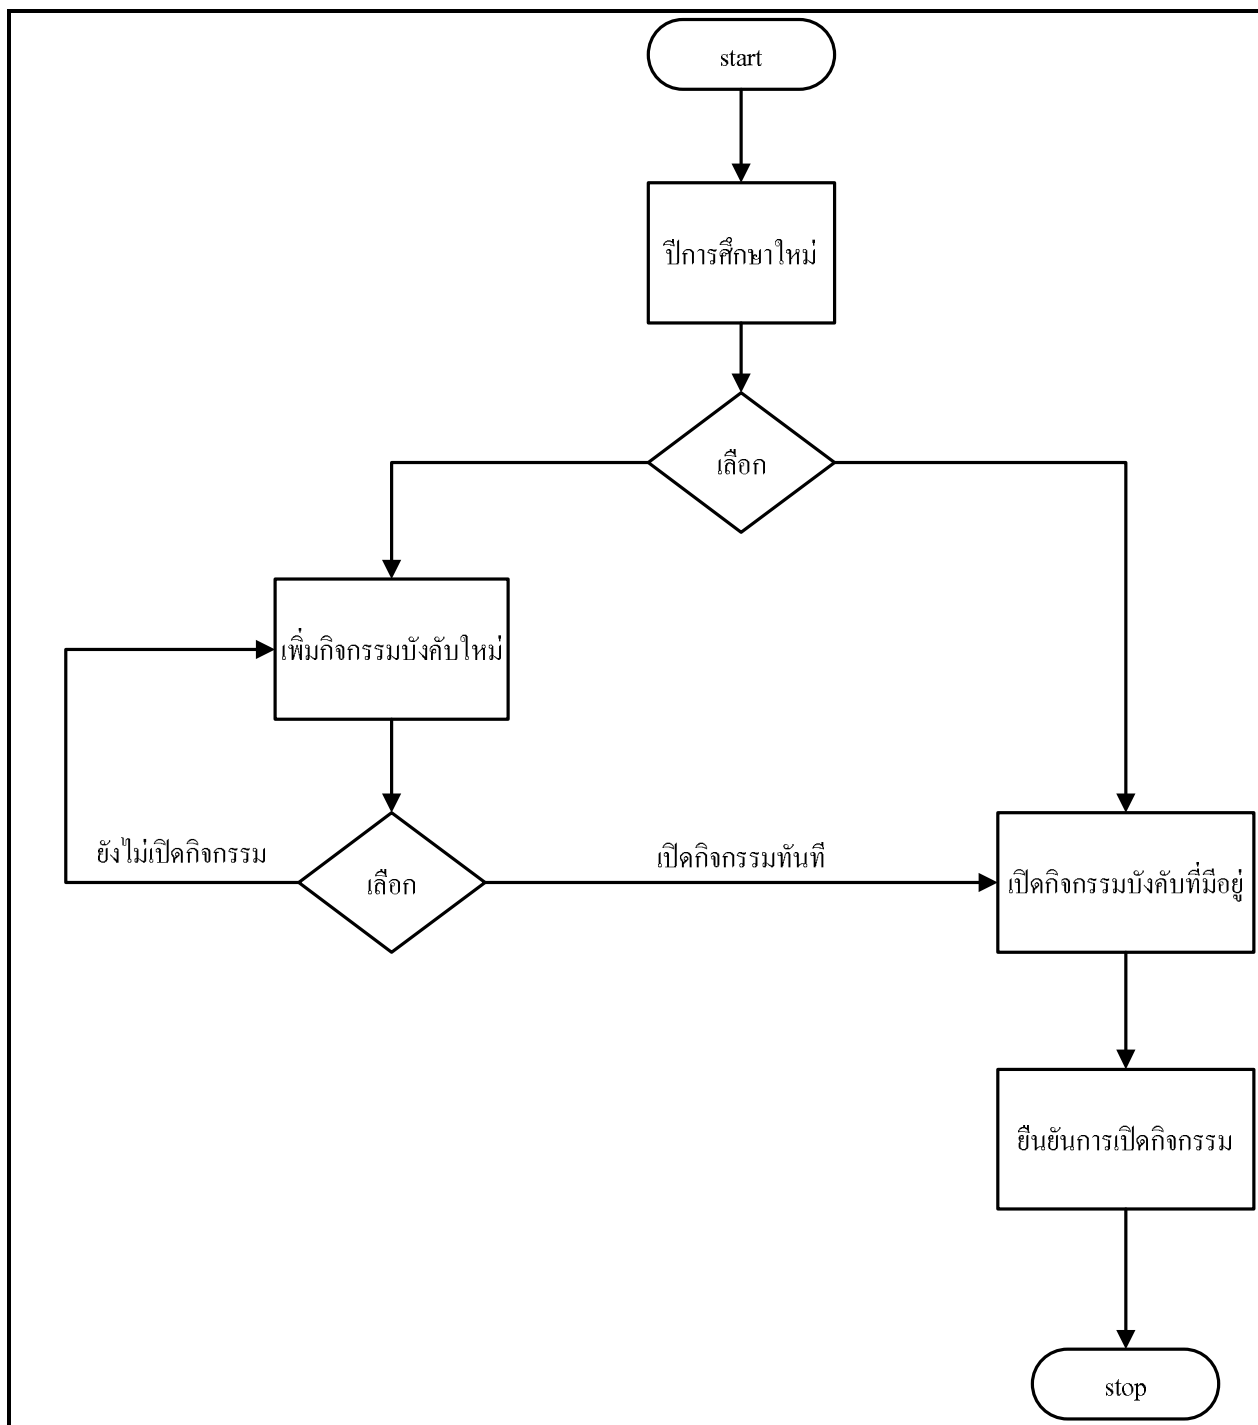 start
ปีการศึกษาใหม่
เลือก
เพิ่มกิจกรรมบังคับใหม่
ยังไม่เปิดกิจกรรม
เปิดกิจกรรมทันที
เลือก
เปิดกิจกรรมบังคับที่มีอยู่
ยืนยันการเปิดกิจกรรม
stop